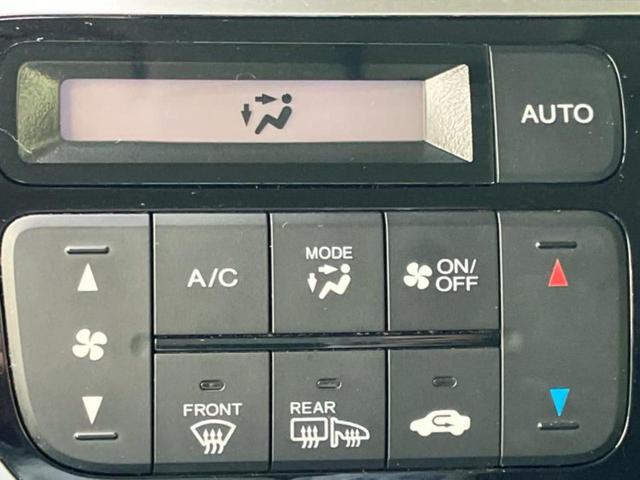 AUTO
A/C
MODE
ON/
OFF
FRONT
REAR